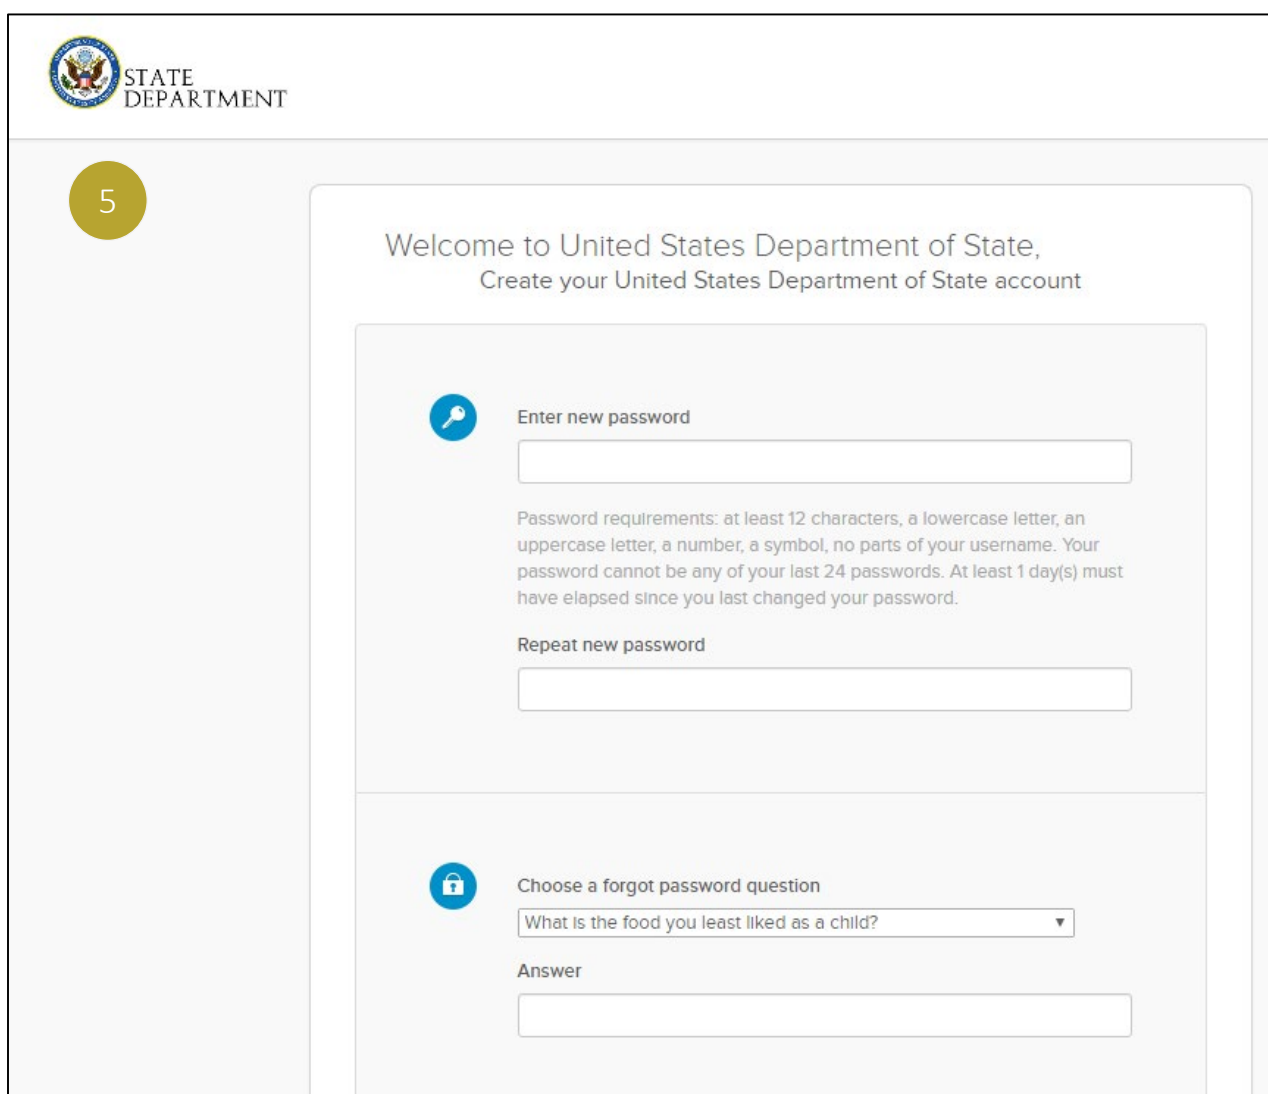 STATE
DEPARTMENT
5
Welcome to United States Department of State,
Create your United States Department of State account
Enter new password
Password requirements: at least 12 characters, a lowercase letter, an
uppercase letter, a number, a symbol, no parts of your username. Your
password cannot be any of your last 24 passwords. At least 1 day(s) must
have elapsed since you last changed your password.
Repeat new password
Choose a forgot password question
What is the food you least liked as a child?
Answer